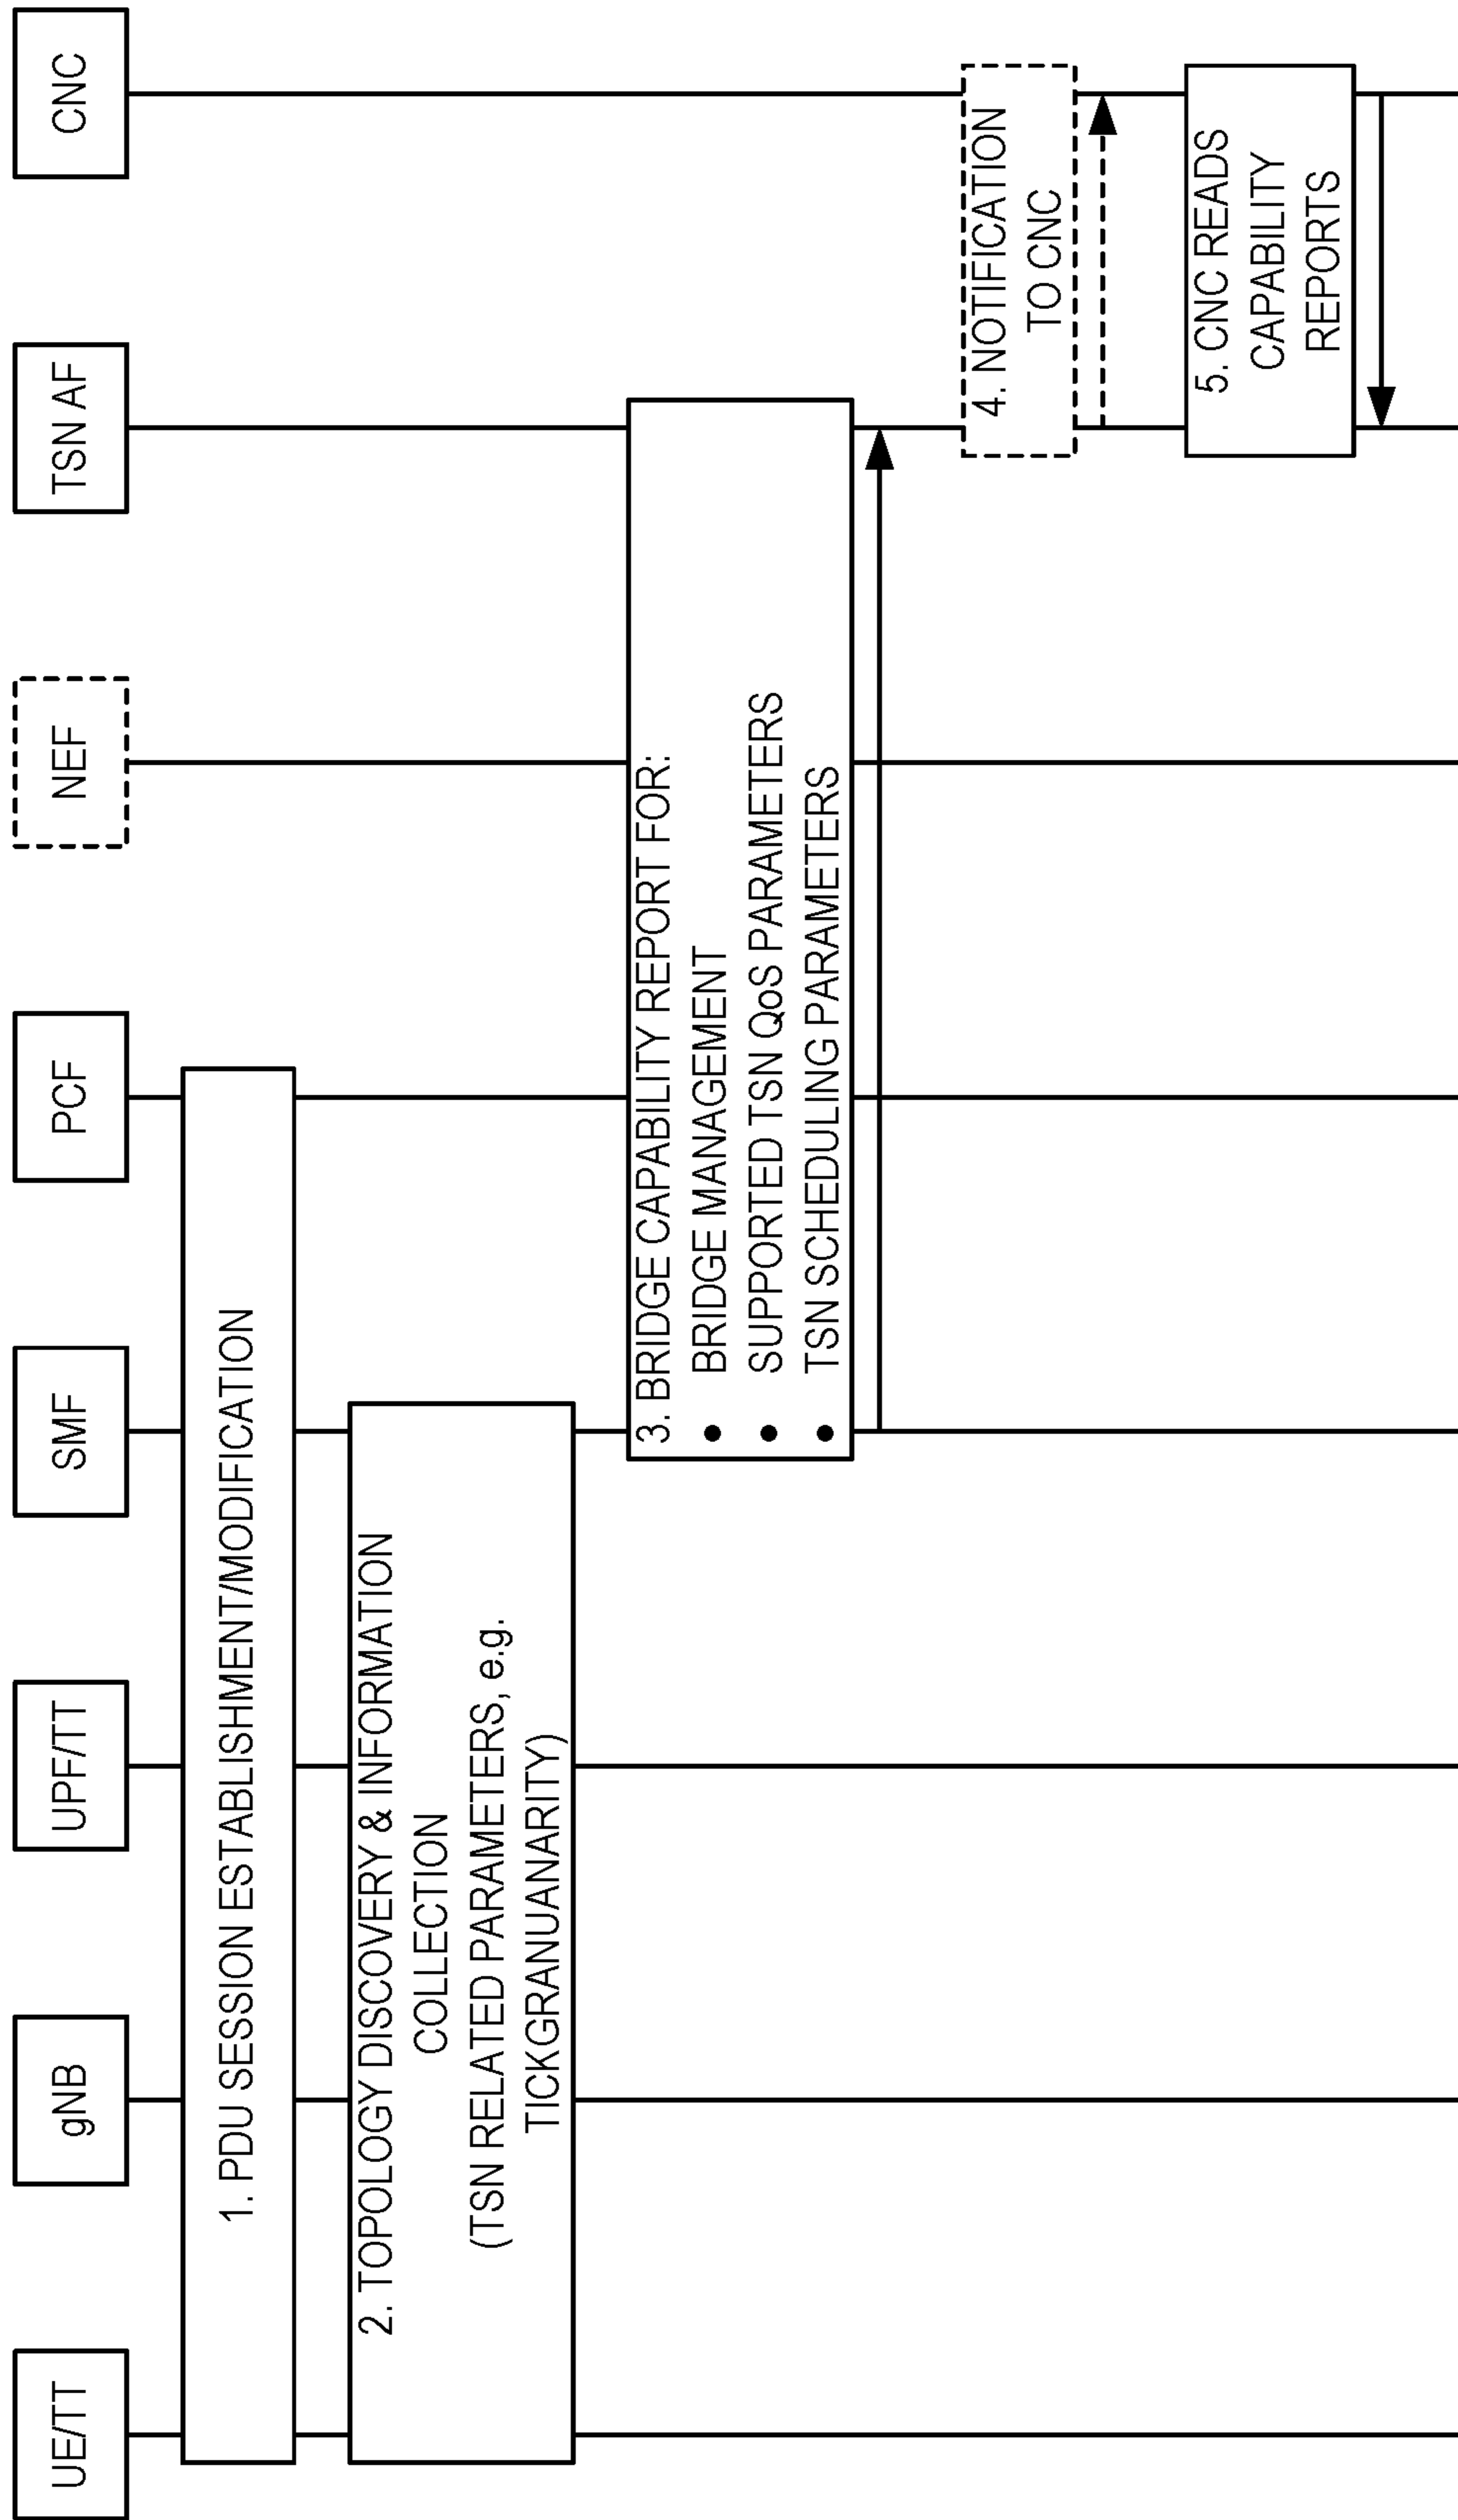 UE/TT
gNB
UPF/TT
SMF
PCF
NEF
TSN AF
CNC
1. PDU SESSION ESTABLISHMENT/MODIFICATION
2. TOPOLOGY DISCOVERY & INFORMATION
COLLECTION
(TSN RELATED PARAMETERS, e.g.
TICKGRANUANARITY)
3. BRIDGE CAPABILITY REPORT FOR:
• BRIDGE MANAGEMENT
• SUPPORTED TSN QoS PARAMETERS
• TSN SCHEDULING PARAMETERS
4. NOTIFICATION
TO CNC
5. CNC READS
CAPABILITY
REPORTS